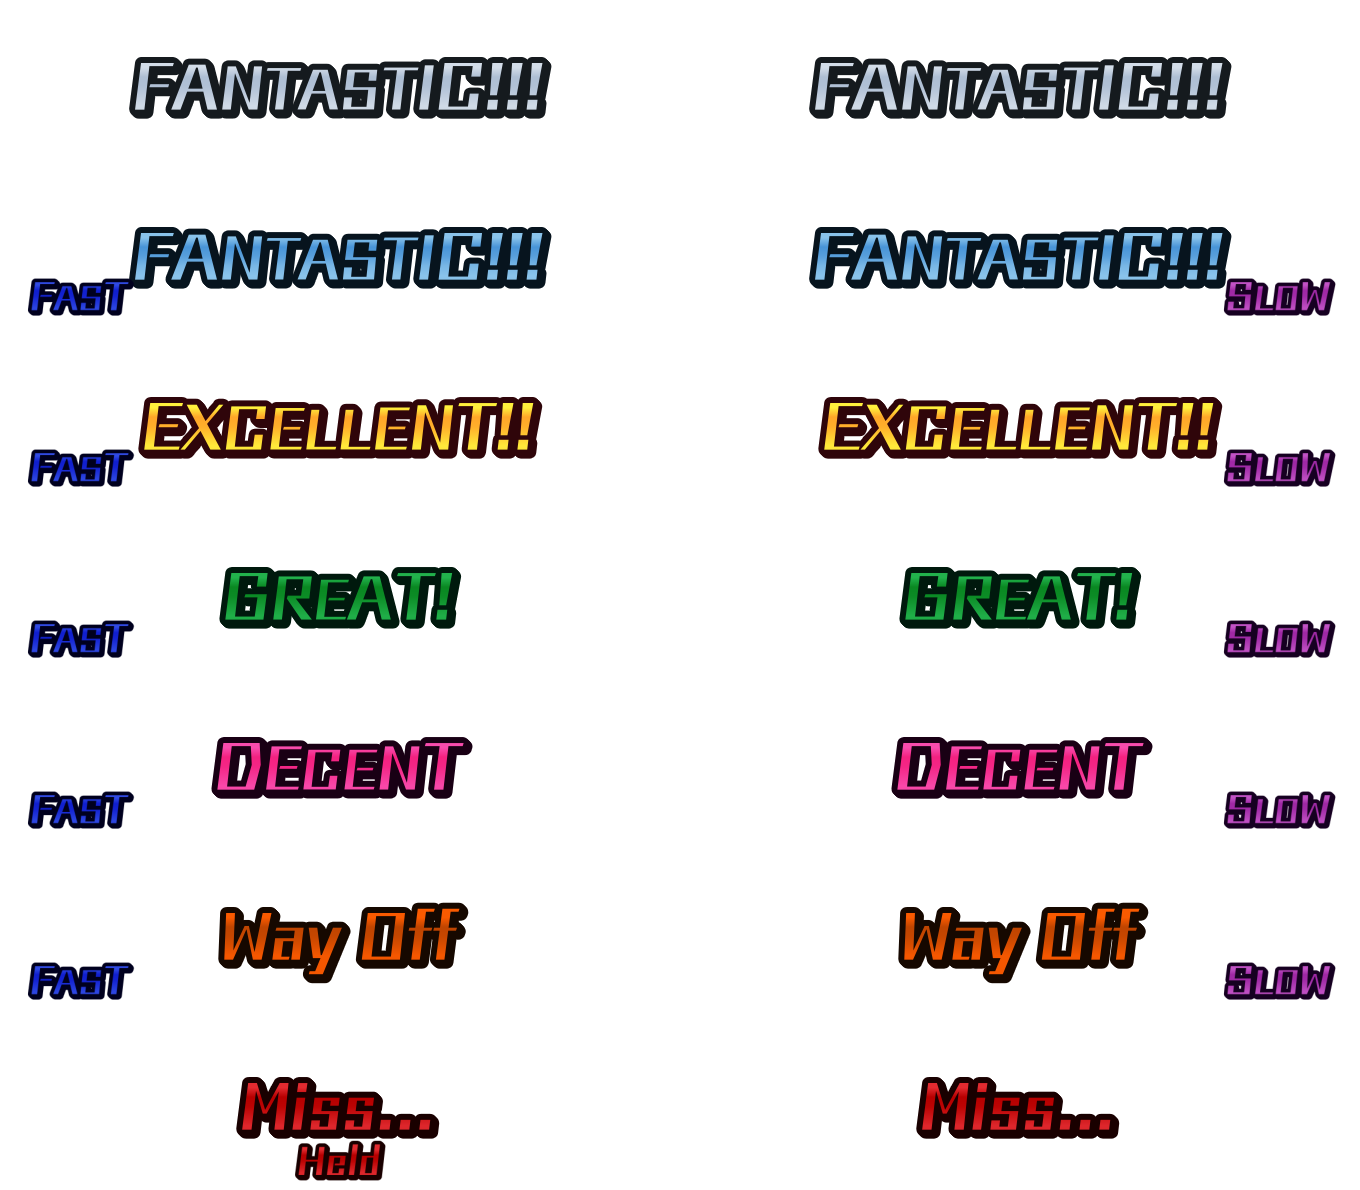 FANTASTIC!!! FANTASTIC!!!
FANTASTIC!!! FANTASTIC!!!
FAST SLOW
EXCELLENT!! EXCELLENT!!
FAST SLOW
GREAT! GREAT!
FAST SLOW
DECENT DECENT
FAST SLOW
Way Off Way Off
FAST SLOW
Miss... Miss...
Held